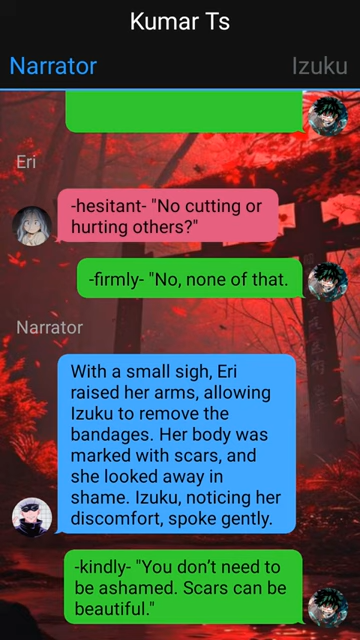 Kumar Ts
Narrator
Izuku
Eri
-hesitant- "No cutting or
hurting others?"
-firmly- "No, none of that.
Narrator
With a small sigh, Eri
raised her arms, allowing
Izuku to remove the
bandages. Her body was
marked with scars, and
she looked away in
shame. Izuku, noticing her
discomfort, spoke gently.
-kindly- "You don't need to
be ashamed. Scars can be
beautiful."